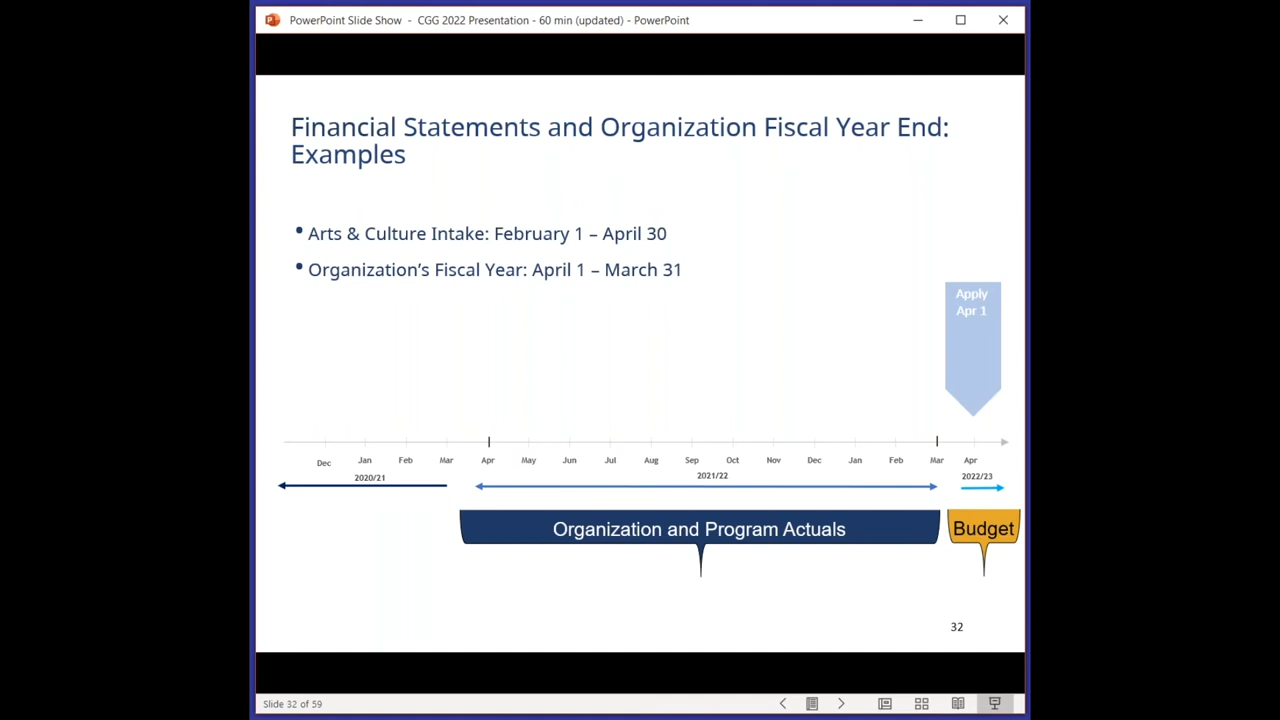 PowerPoint Slide Show - CGG 2022 Presentation - 60 min (updated) - PowerPoint
Financial Statements and Organization Fiscal Year End:
Examples
• Arts & Culture Intake: February 1 – April 30
• Organization’s Fiscal Year: April 1 – March 31
Apply
Apr 1
Dec Jan Feb Mar Apr May Jun Jul Aug Sep Oct Nov Dec Jan Feb Mar Apr
2020/21 2021/22 2022/23
Organization and Program Actuals Budget
32
Slide 32 of 59